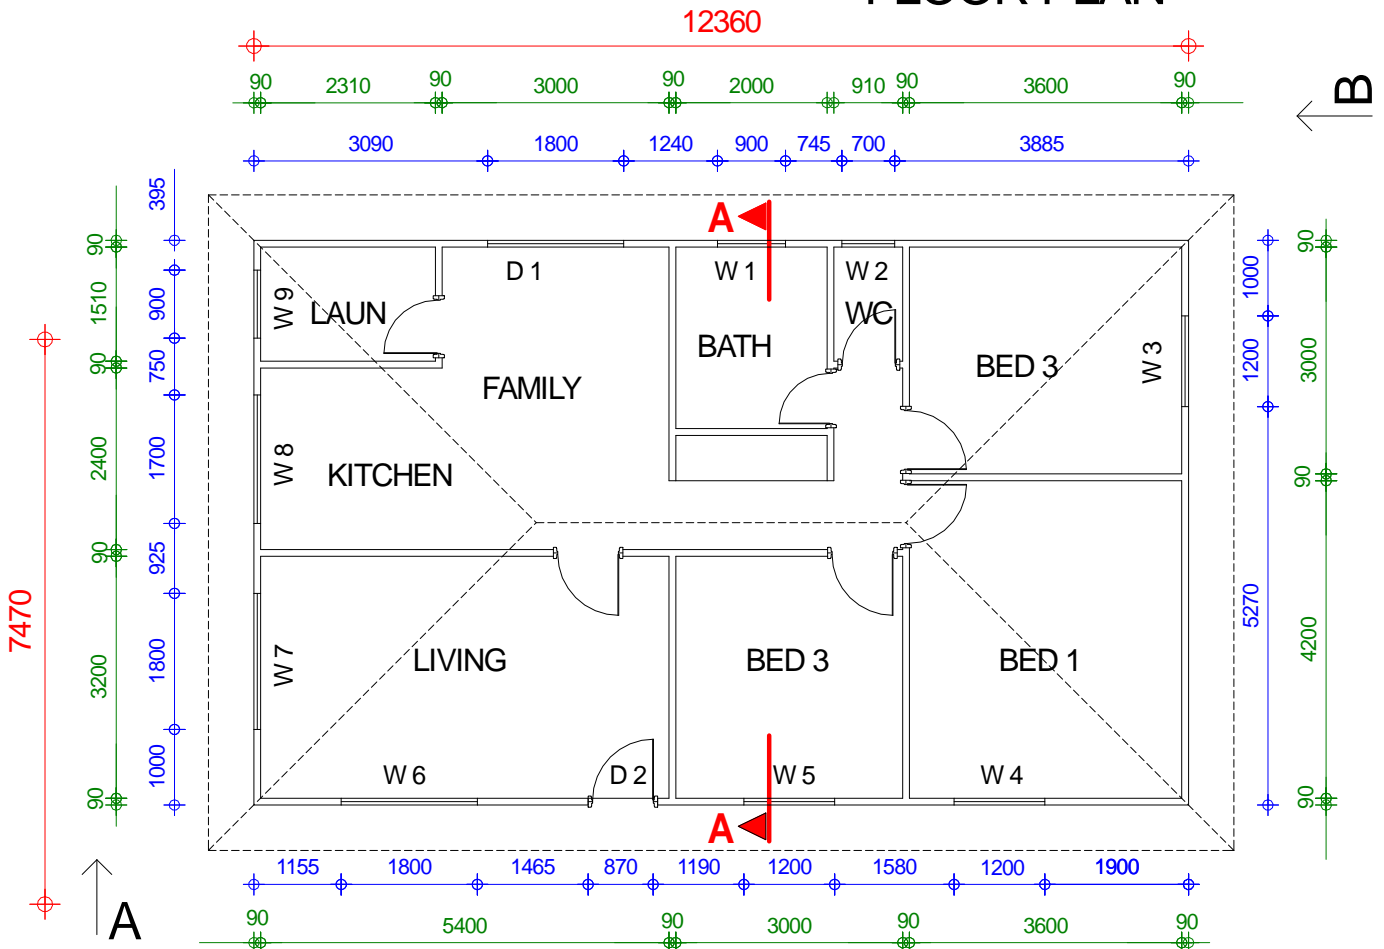 FLOOR PLAN
12360
90 2310 90 3000 90 2000 910 90 3600 90
B
3090 1800 1240 900 745 700 3885
395
90
1510
90
2400
90
3200
90
900
750
1700
925
1800
1000
7470
A
D 1
W 1
W 2
W 9
LAUN
WC
BATH
FAMILY
BED 3
W 3
W 8
KITCHEN
W 7
LIVING
BED 3
BED 1
W 6
D 2
W 5
W 4
A
1000
1200
5270
90
3000
90
4200
90
1155 1800 1465 870 1190 1200 1580 1200 1900
A
90 5400 90 3000 90 3600 90